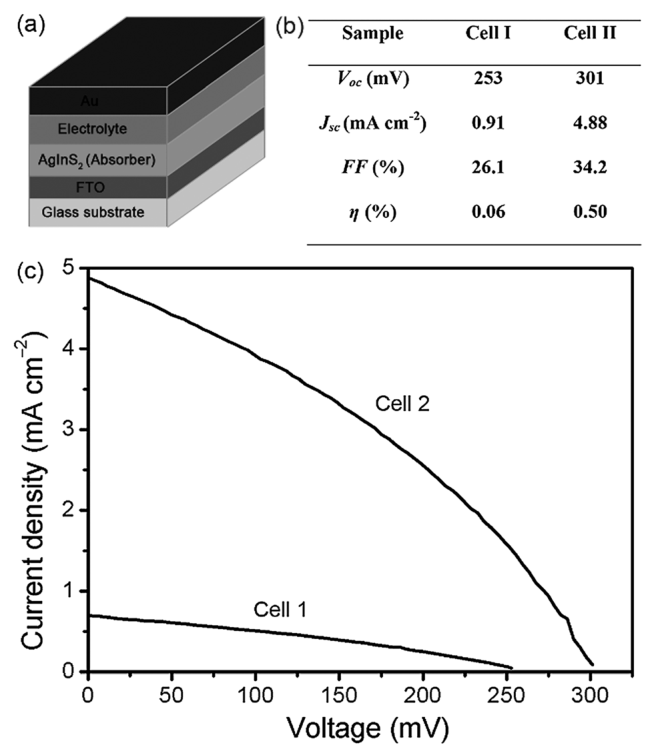 (a)
Au
Electrolyte
AgInS₂ (Absorber)
FTO
Glass substrate
(b)
Sample Cell I Cell II
Voc (mV) 253 301
Jsc (mA cm⁻²) 0.91 4.88
FF (%) 26.1 34.2
η (%) 0.06 0.50
(c)
Current density (mA cm⁻²)
5
4
3
2
1
0
Cell 2
Cell 1
0 50 100 150 200 250 300
Voltage (mV)